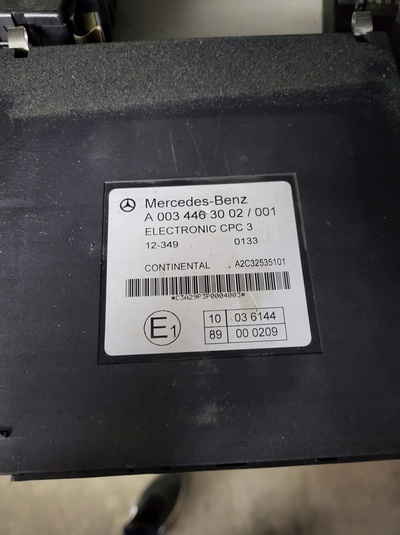 Mercedes-Benz
A 003 446 30 02 / 001
ELECTRONIC CPC 3
12-349 0133
CONTINENTAL A2C32535101
*C3A29P3P0004003*
E1 10 03 6144
89 00 0209